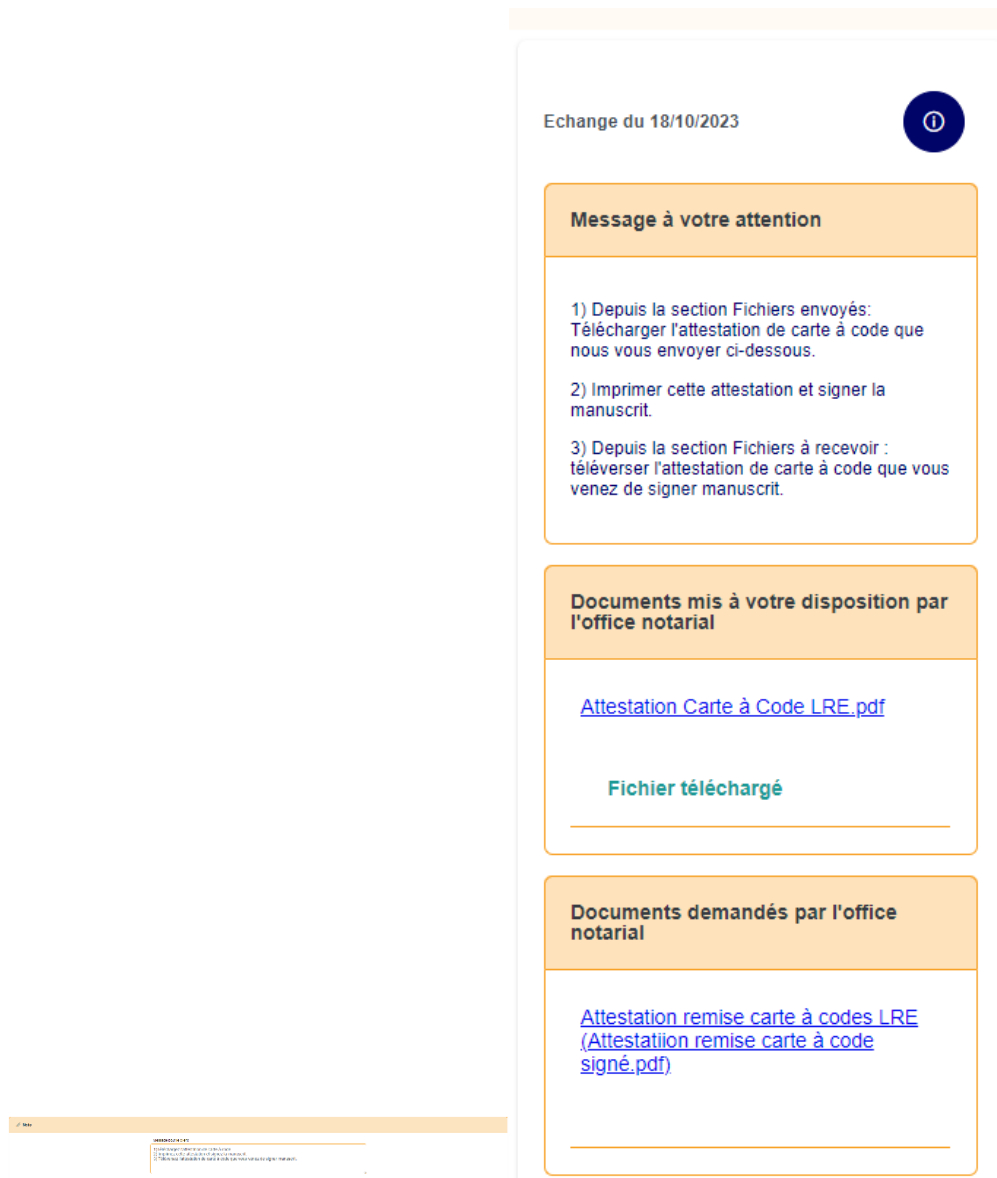 Echange du 18/10/2023
Message à votre attention
1) Depuis la section Fichiers envoyés:
Télécharger l'attestation de carte à code que
nous vous envoyer ci-dessous.
2) Imprimer cette attestation et signer la
manuscrit.
3) Depuis la section Fichiers à recevoir :
téléverser l'attestation de carte à code que vous
venez de signer manuscrit.
Documents mis à votre disposition par
l'office notarial
Attestation Carte à Code LRE.pdf
Fichier téléchargé
Documents demandés par l'office
notarial
Attestation remise carte à codes LRE
(Attestatiion remise carte à code
signé.pdf)
Note